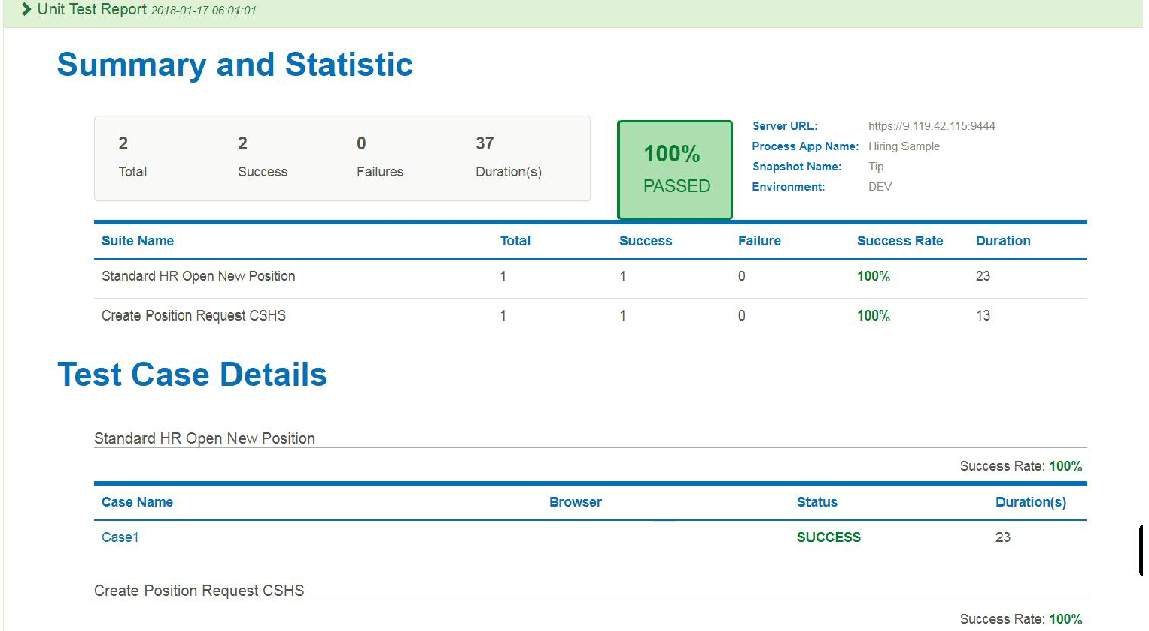 Unit Test Report 2018-01-17 06:01:01
Summary and Statistic
2 2 0 37
Total Success Failures Duration(s)
100%
PASSED
Server URL: https://9.119.42.115:9444
Process App Name: Hiring Sample
Snapshot Name: Tip
Environment: DEV
Suite Name Total Success Failure Success Rate Duration
Standard HR Open New Position 1 1 0 100% 23
Create Position Request CSHS 1 1 0 100% 13
Test Case Details
Standard HR Open New Position
Success Rate: 100%
Case Name Browser Status Duration(s)
Case1 SUCCESS 23
Create Position Request CSHS
Success Rate: 100%